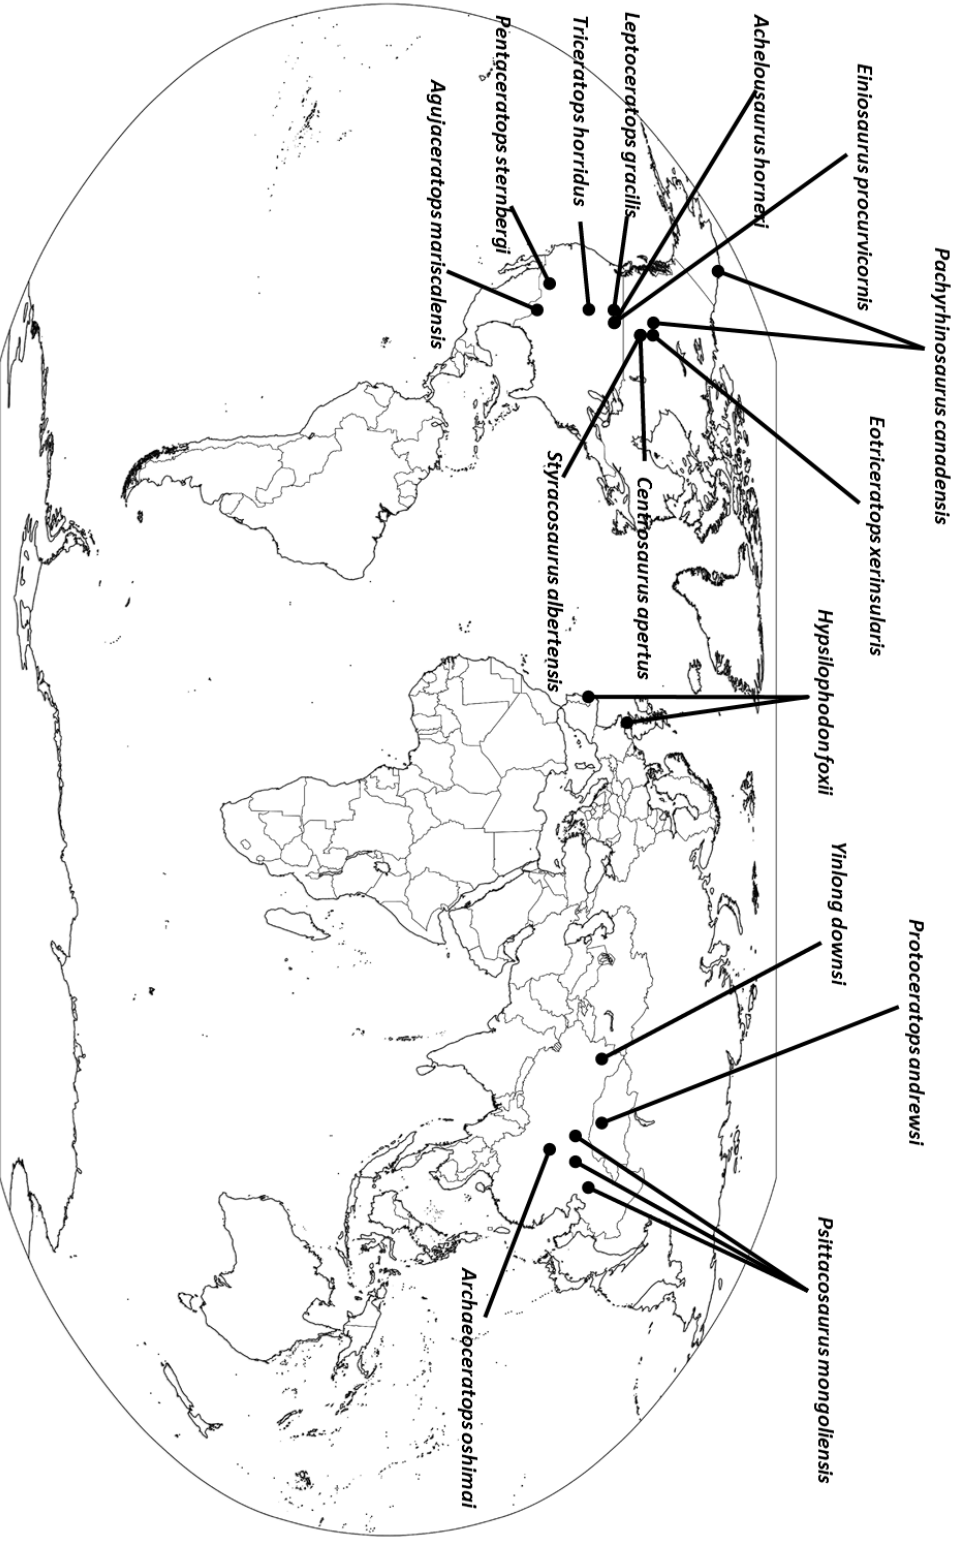 Pachyrhinosaurus canadensis
Einiosaurus procurvicornis
Achelousaurus horneri
Leptoceratops gracilis
Triceratops horridus
Pentaceratops sternbergi
Agujaceratops mariscalensis
Eotriceratops xerinsularis
Centrosaurus apertus
Styracosaurus albertensis
Hypsilophodon foxii
Yinlong downsi
Protoceratops andrewsi
Psittacosaurus mongoliensis
Archaeoceratops oshimai